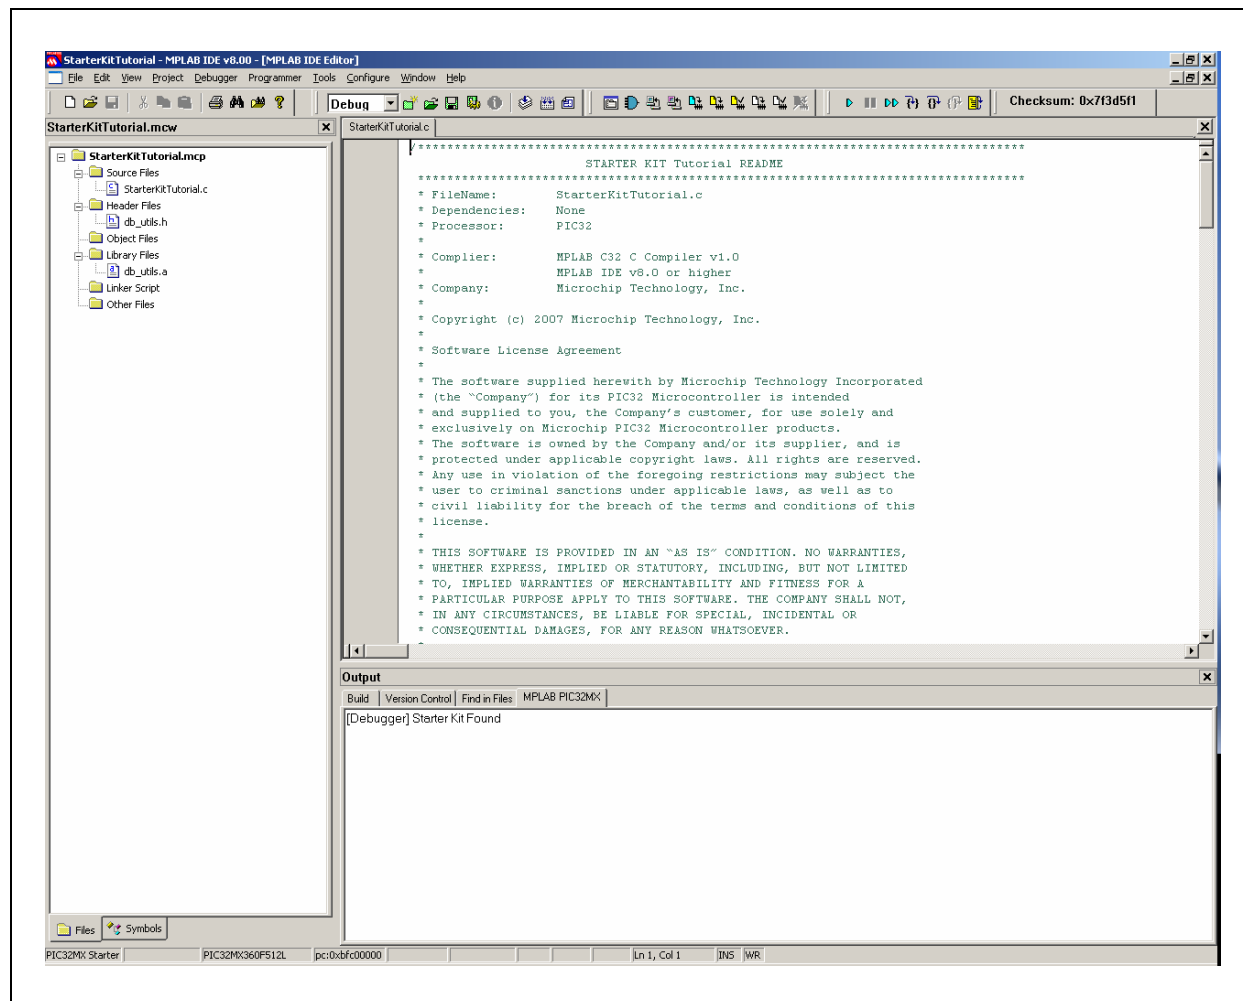 StarterKitTutorial - MPLAB IDE v8.00 - [MPLAB IDE Editor]
File Edit View Project Debugger Programmer Tools Configure Window Help
Debug
Checksum: 0x7f3d5f1
StarterKitTutorial.mcw
StarterKitTutorial.mcp
Source Files
StarterKitTutorial.c
Header Files
db_utils.h
Object Files
Library Files
db_utils.a
Linker Script
Other Files
Files Symbols
StarterKitTutorial.c
/***********************************************************************************
STARTER KIT Tutorial README
***********************************************************************************
* FileName: StarterKitTutorial.c
* Dependencies: None
* Processor: PIC32
*
* Complier: MPLAB C32 C Compiler v1.0
* MPLAB IDE v8.0 or higher
* Company: Microchip Technology, Inc.
*
* Copyright (c) 2007 Microchip Technology, Inc.
*
* Software License Agreement
*
* The software supplied herewith by Microchip Technology Incorporated
* (the “Company”) for its PIC32 Microcontroller is intended
* and supplied to you, the Company’s customer, for use solely and
* exclusively on Microchip PIC32 Microcontroller products.
* The software is owned by the Company and/or its supplier, and is
* protected under applicable copyright laws. All rights are reserved.
* Any use in violation of the foregoing restrictions may subject the
* user to criminal sanctions under applicable laws, as well as to
* civil liability for the breach of the terms and conditions of this
* license.
*
* THIS SOFTWARE IS PROVIDED IN AN “AS IS” CONDITION. NO WARRANTIES,
* WHETHER EXPRESS, IMPLIED OR STATUTORY, INCLUDING, BUT NOT LIMITED
* TO, IMPLIED WARRANTIES OF MERCHANTABILITY AND FITNESS FOR A
* PARTICULAR PURPOSE APPLY TO THIS SOFTWARE. THE COMPANY SHALL NOT,
* IN ANY CIRCUMSTANCES, BE LIABLE FOR SPECIAL, INCIDENTAL OR
* CONSEQUENTIAL DAMAGES, FOR ANY REASON WHATSOEVER.
*
Output
Build Version Control Find in Files MPLAB PIC32MX
[Debugger] Starter Kit Found
PIC32MX Starter PIC32MX360F512L pc:0xbfc00000 Ln 1, Col 1 INS WR